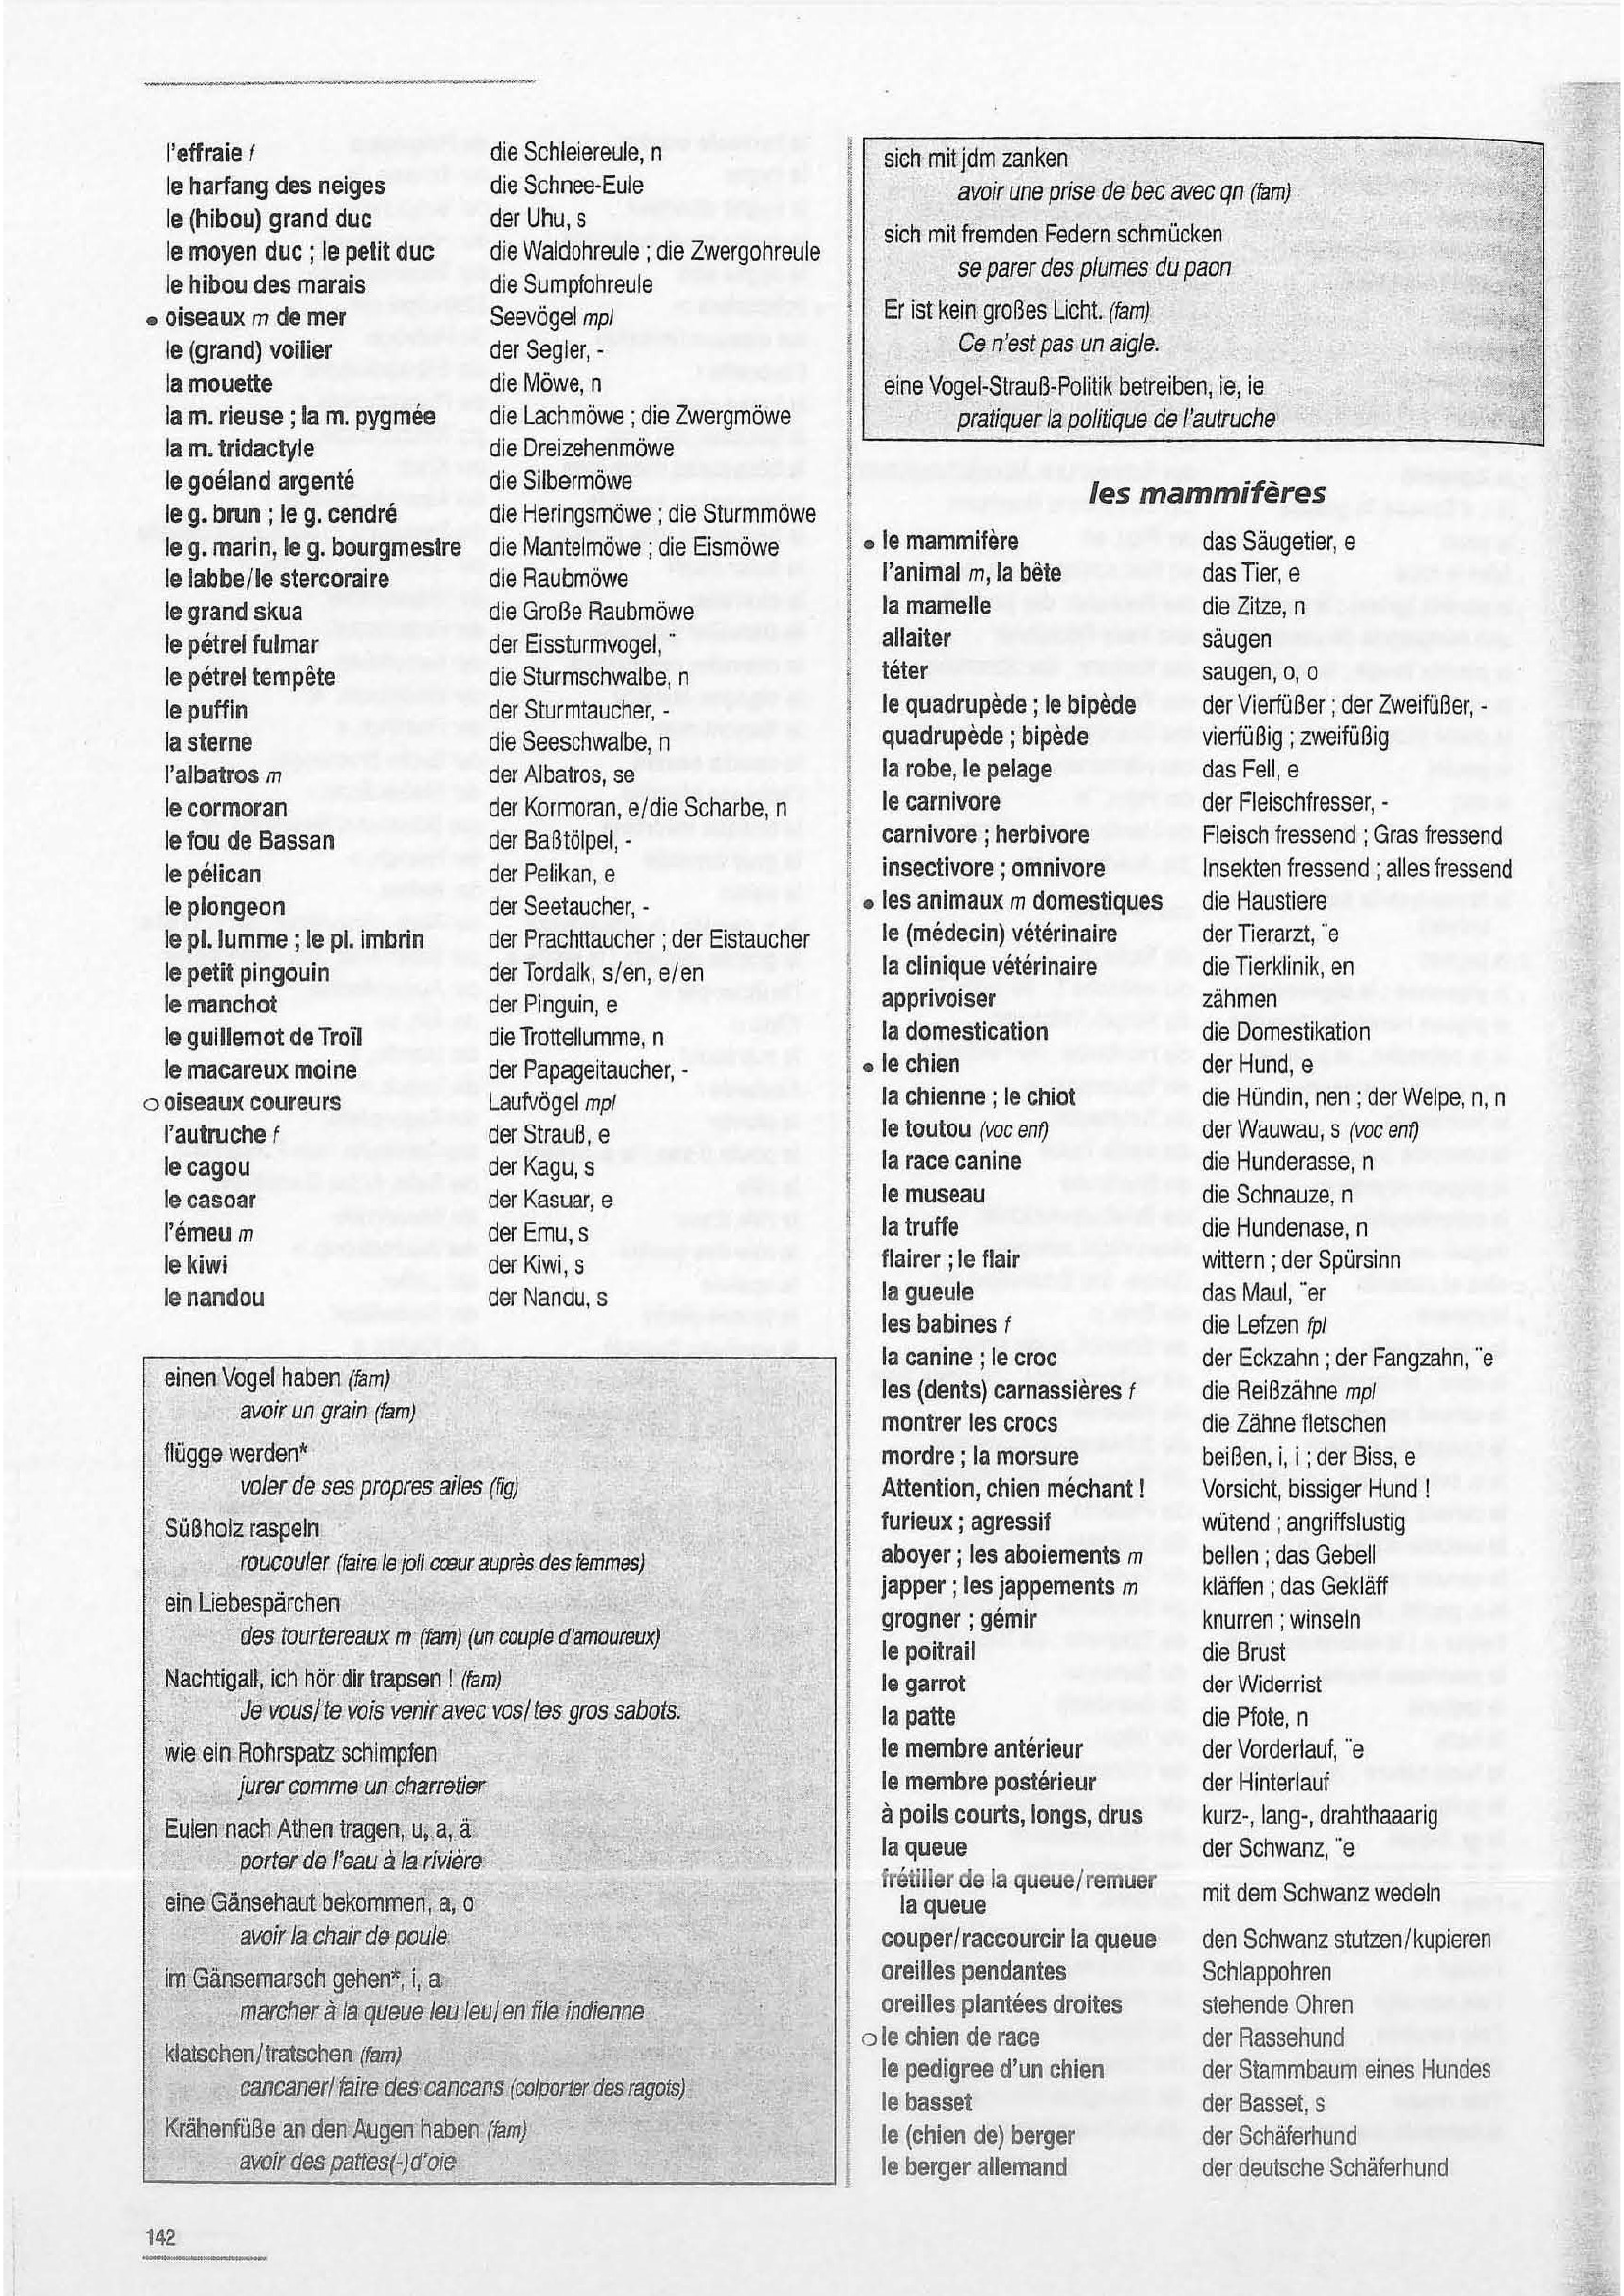 l'effraie f die Schleiereule, n
le harfang des neiges die Schnee-Eule
le (hibou) grand duc der Uhu, s
le moyen duc ; le petit duc die Waldohreule ; die Zwergohreule
le hibou des marais die Sumpfohreule
• oiseaux m de mer Seevögel mpl
le (grand) voilier der Segler, -
la mouette die Möwe, n
la m. rieuse ; la m. pygmée die Lachmöwe ; die Zwergmöwe
la m. tridactyle die Dreizehenmöwe
le goéland argenté die Silbermöwe
le g. brun ; le g. cendré die Heringsmöwe ; die Sturmmöwe
le g. marin, le g. bourgmestre die Mantelmöwe ; die Eismöwe
le labbe/le stercoraire die Raubmöwe
le grand skua die Große Raubmöwe
le pétrel fulmar der Eissturmvogel, ¨
le pétrel tempête die Sturmschwalbe, n
le puffin der Sturmtaucher, -
la sterne die Seeschwalbe, n
l'albatros m der Albatros, se
le cormoran der Kormoran, e/die Scharbe, n
le fou de Bassan der Baßtölpel, -
le pélican der Pelikan, e
le plongeon der Seetaucher, -
le pl. lumme ; le pl. imbrin der Prachttaucher ; der Eistaucher
le petit pingouin der Tordalk, s/en, e/en
le manchot der Pinguin, e
le guillemot de Troïl die Trottellumme, n
le macareux moine der Papageitaucher, -
○ oiseaux coureurs Laufvögel mpl
l'autruche f der Strauß, e
le cagou der Kagu, s
le casoar der Kasuar, e
l'émeu m der Emu, s
le kiwi der Kiwi, s
le nandou der Nandu, s
einen Vogel haben (fam)
avoir un grain (fam)
flügge werden*
voler de ses propres ailes (fig)
Süßholz raspeln
roucouler (faire le joli cœur auprès des femmes)
ein Liebespärchen
des tourtereaux m (fam) (un couple d'amoureux)
Nachtigall, ich hör dir trapsen ! (fam)
Je vous/te vois venir avec vos/tes gros sabots.
wie ein Rohrspatz schimpfen
jurer comme un charretier
Eulen nach Athen tragen, u, a, ä
porter de l'eau à la rivière
eine Gänsehaut bekommen, a, o
avoir la chair de poule
im Gänsemarsch gehen*, i, a
marcher à la queue leu leu/en file indienne
klatschen/tratschen (fam)
cancaner/faire des cancans (colporter des ragots)
Krähenfüße an den Augen haben (fam)
avoir des pattes(-)d'oie
142
sich mit jdm zanken
avoir une prise de bec avec qn (fam)
sich mit fremden Federn schmücken
se parer des plumes du paon
Er ist kein großes Licht. (fam)
Ce n'est pas un aigle.
eine Vogel-Strauß-Politik betreiben, ie, ie
pratiquer la politique de l'autruche
les mammifères
• le mammifère das Säugetier, e
l'animal m, la bête das Tier, e
la mamelle die Zitze, n
allaiter säugen
téter saugen, o, o
le quadrupède ; le bipède der Vierfüßer ; der Zweifüßer, -
quadrupède ; bipède vierfüßig ; zweifüßig
la robe, le pelage das Fell, e
le carnivore der Fleischfresser, -
carnivore ; herbivore Fleisch fressend ; Gras fressend
insectivore ; omnivore Insekten fressend ; alles fressend
• les animaux m domestiques die Haustiere
le (médecin) vétérinaire der Tierarzt, ¨e
la clinique vétérinaire die Tierklinik, en
apprivoiser zähmen
la domestication die Domestikation
• le chien der Hund, e
la chienne ; le chiot die Hündin, nen ; der Welpe, n, n
le toutou (voc enf) der Wauwau, s (voc enf)
la race canine die Hunderasse, n
le museau die Schnauze, n
la truffe die Hundenase, n
flairer ; le flair wittern ; der Spürsinn
la gueule das Maul, ¨er
les babines f die Lefzen fpl
la canine ; le croc der Eckzahn ; der Fangzahn, ¨e
les (dents) carnassières f die Reißzähne mpl
montrer les crocs die Zähne fletschen
mordre ; la morsure beißen, i, i ; der Biss, e
Attention, chien méchant ! Vorsicht, bissiger Hund !
furieux ; agressif wütend ; angriffslustig
aboyer ; les aboiements m bellen ; das Gebell
japper ; les jappements m kläffen ; das Gekläff
grogner ; gémir knurren ; winseln
le poitrail die Brust
le garrot der Widerrist
la patte die Pfote, n
le membre antérieur der Vorderlauf, ¨e
le membre postérieur der Hinterlauf
à poils courts, longs, drus kurz-, lang-, drahthaaarig
la queue der Schwanz, ¨e
frétiller de la queue/remuer
la queue mit dem Schwanz wedeln
couper/raccourcir la queue den Schwanz stutzen/kupieren
oreilles pendantes Schlappohren
oreilles plantées droites stehende Ohren
○ le chien de race der Rassehund
le pedigree d'un chien der Stammbaum eines Hundes
le basset der Basset, s
le (chien de) berger der Schäferhund
le berger allemand der deutsche Schäferhund